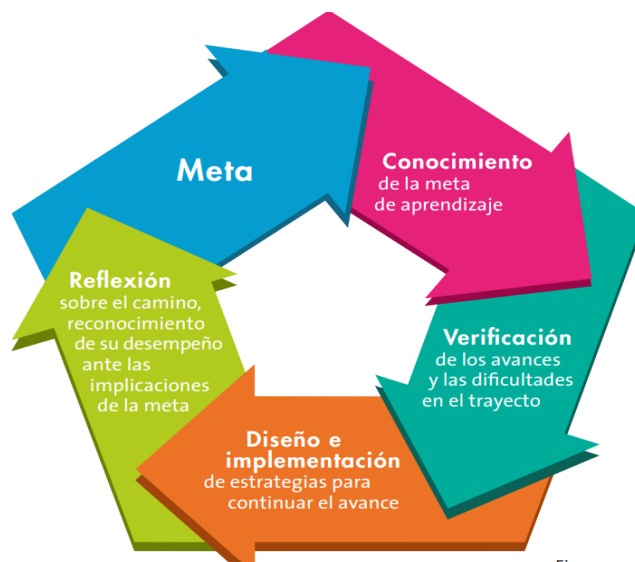 Meta
Conocimiento
de la meta
de aprendizaje
Verificación
de los avances
y las dificultades
en el trayecto
Diseño e
implementación
de estrategias para
continuar el avance
Reflexión
sobre el camino,
reconocimiento
de su desempeño
ante las
implicaciones
de la meta